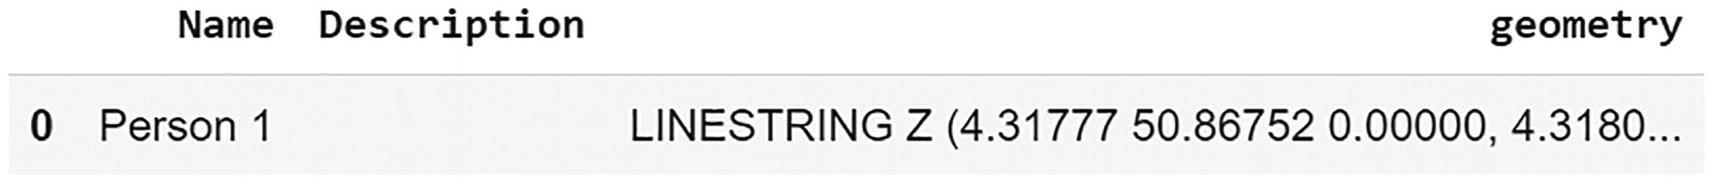 Name Description geometry
0 Person 1 LINESTRING Z (4.31777 50.86752 0.00000, 4.3180...